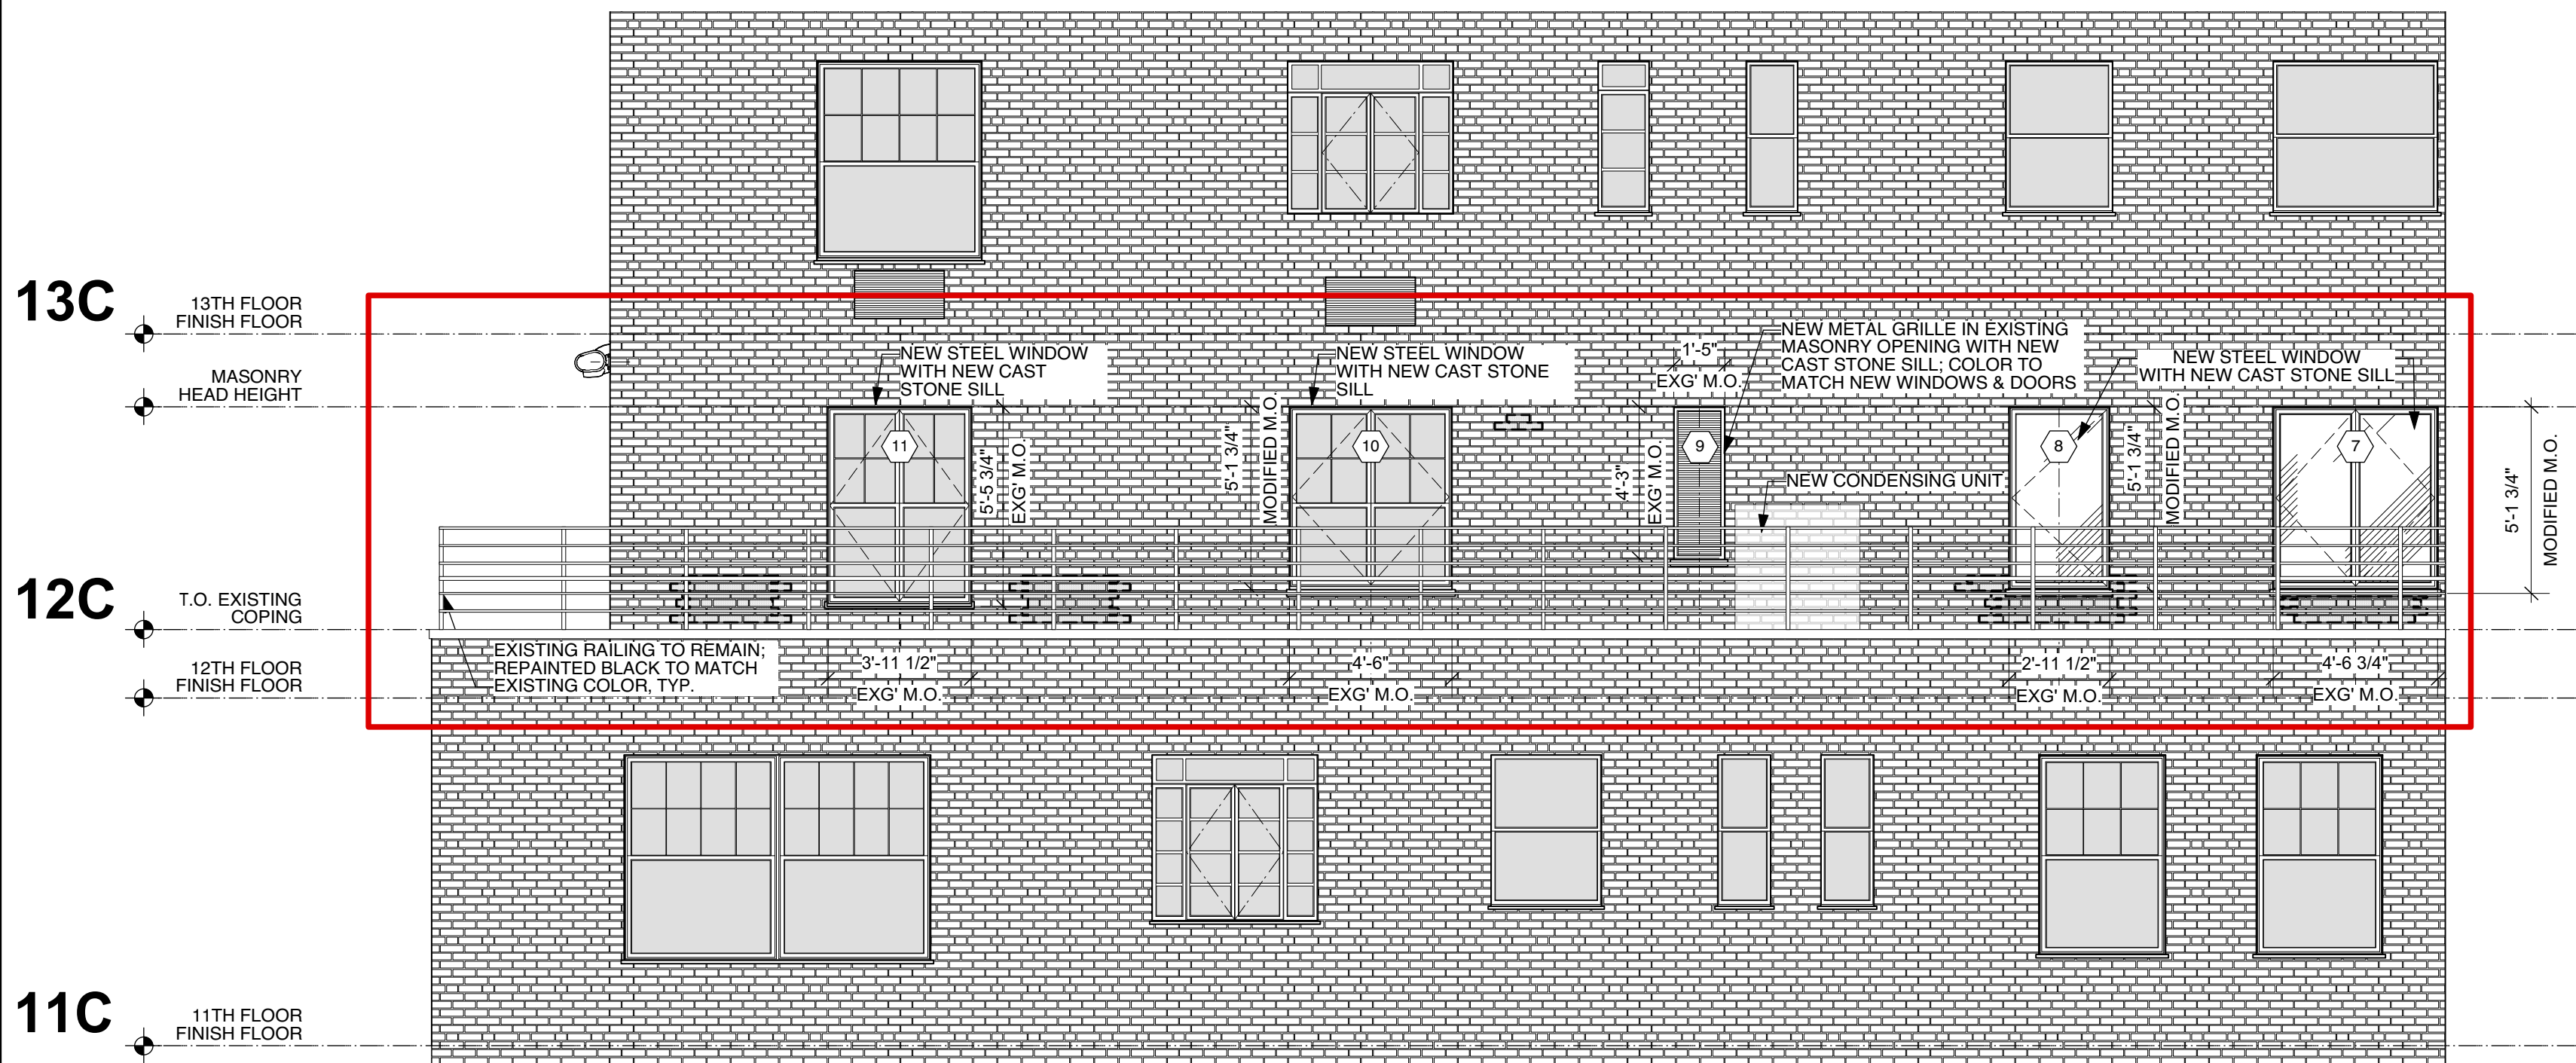 13C
13TH FLOOR
FINISH FLOOR
MASONRY
HEAD HEIGHT
NEW STEEL WINDOW
WITH NEW CAST
STONE SILL
NEW STEEL WINDOW
WITH NEW CAST STONE
SILL
1'-5"
EXG' M.O.
NEW METAL GRILLE IN EXISTING
MASONRY OPENING WITH NEW
CAST STONE SILL; COLOR TO
MATCH NEW WINDOWS & DOORS
NEW STEEL WINDOW
WITH NEW CAST STONE SILL
11
5'-5 3/4"
EXG' M.O.
5'-1 3/4"
MODIFIED M.O.
10
4'-3"
EXG' M.O.
9
NEW CONDENSING UNIT
8
5'-1 3/4"
MODIFIED M.O.
7
5'-1 3/4"
MODIFIED M.O.
12C
T.O. EXISTING
COPING
12TH FLOOR
FINISH FLOOR
EXISTING RAILING TO REMAIN;
REPAINTED BLACK TO MATCH
EXISTING COLOR, TYP.
3'-11 1/2"
EXG' M.O.
4'-6"
EXG' M.O.
2'-11 1/2"
EXG' M.O.
4'-6 3/4"
EXG' M.O.
11C
11TH FLOOR
FINISH FLOOR